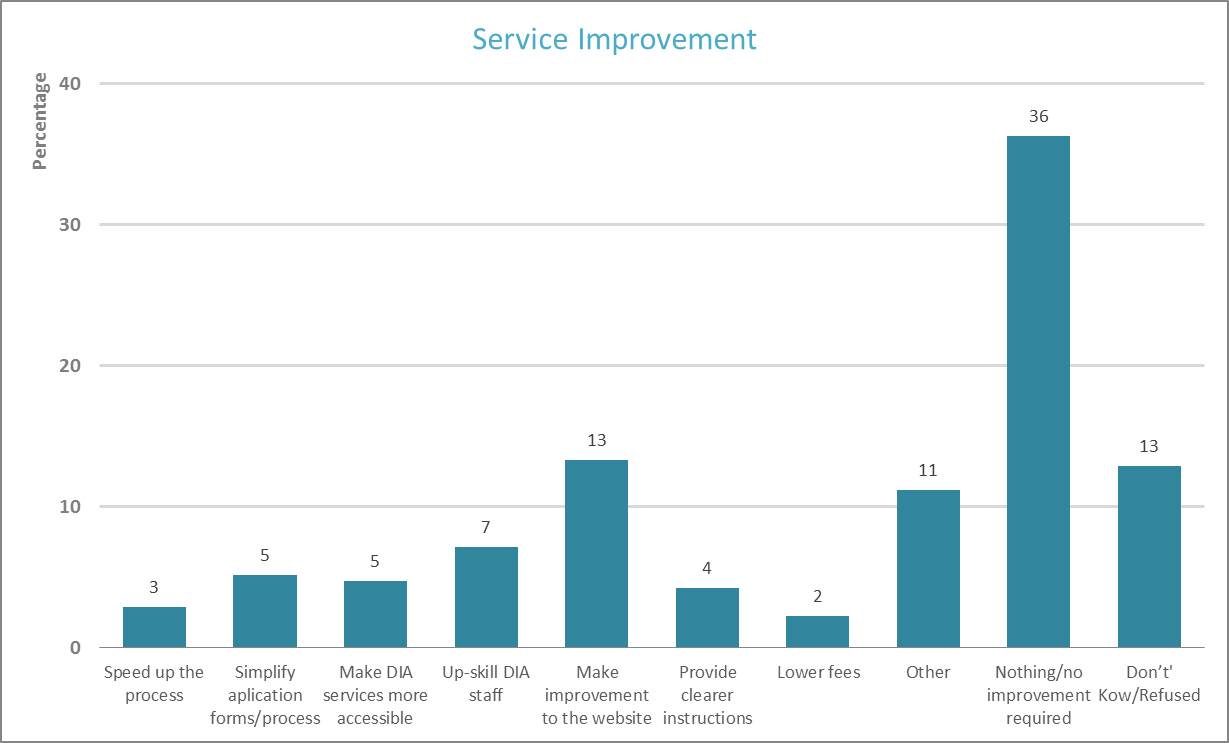 Service Improvement
Percentage
40
30
20
10
0
3
5
5
7
13
4
2
11
36
13
Speed up the
process
Simplify
aplication
forms/process
Make DIA
services more
accessible
Up-skill DIA
staff
Make
improvement
to the website
Provide
clearer
instructions
Lower fees
Other
Nothing/no
improvement
required
Don’t'
Kow/Refused